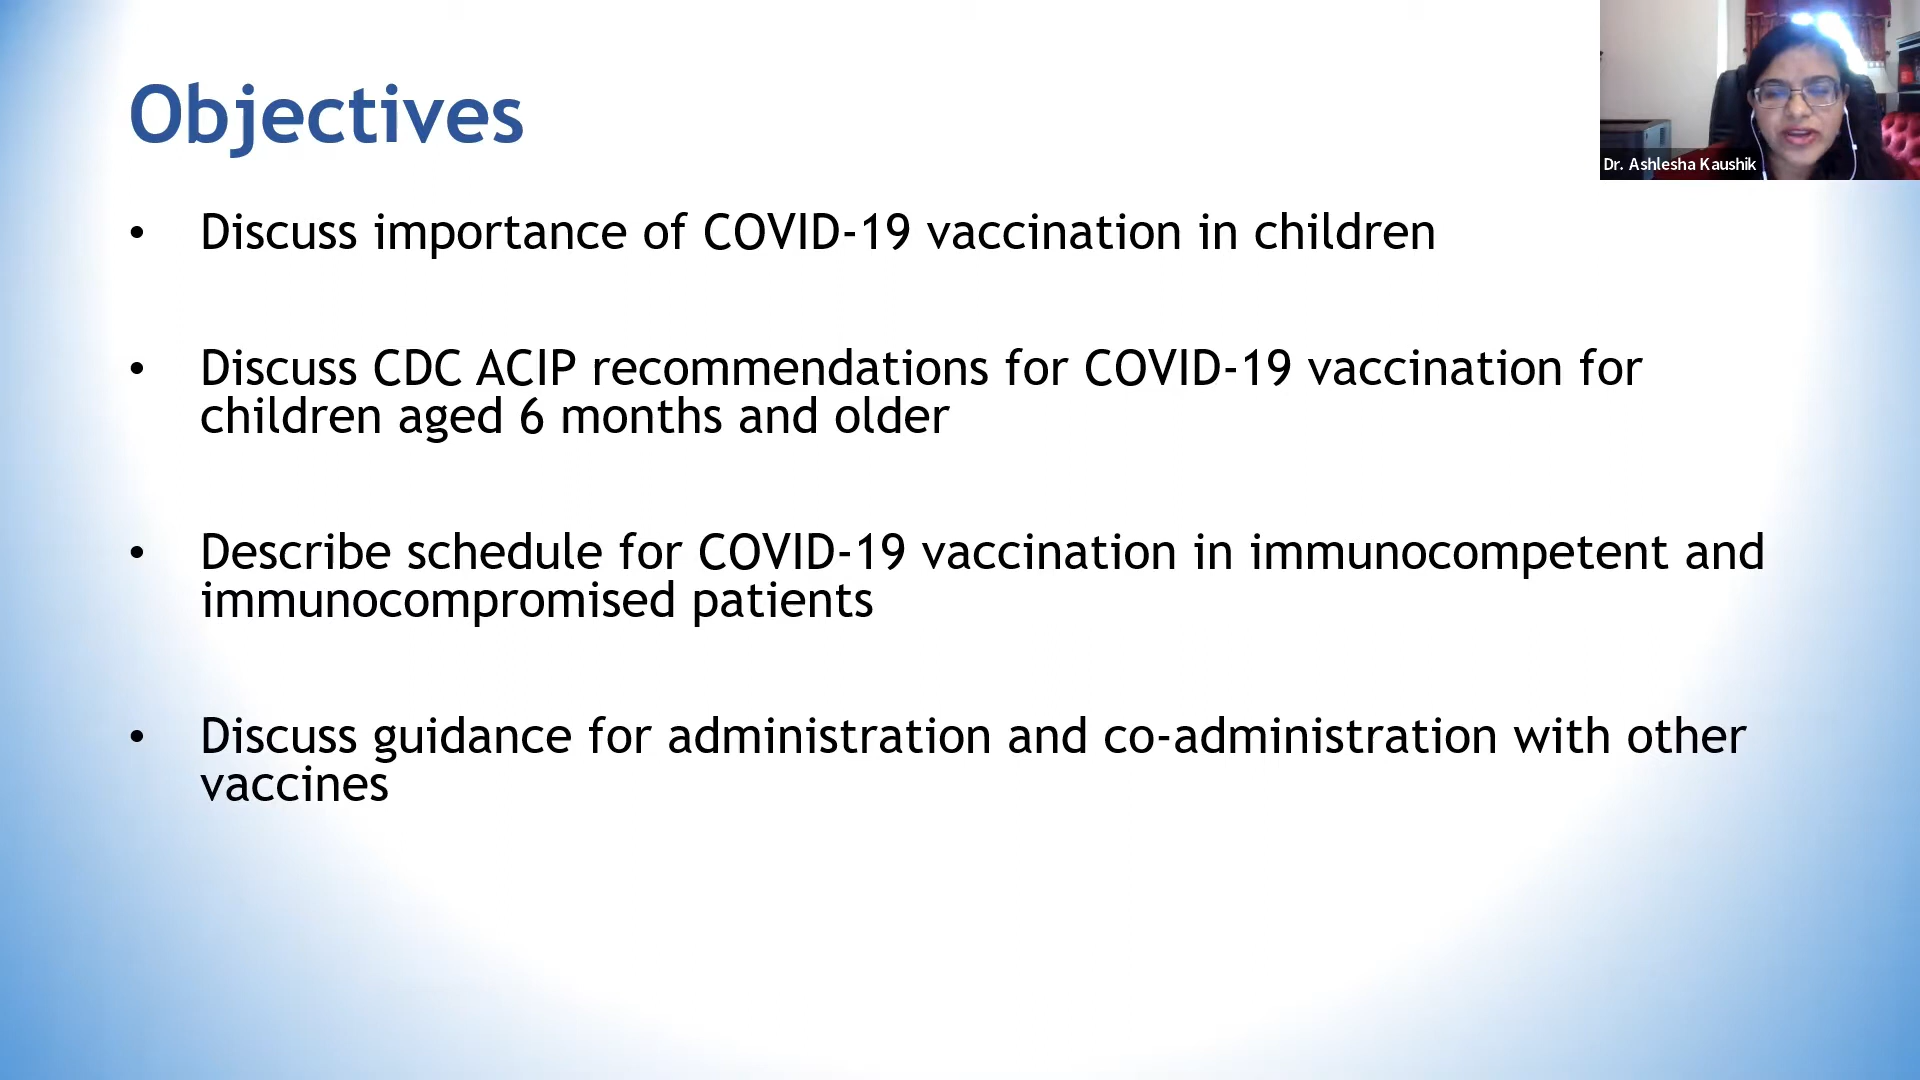 Objectives
Dr. Ashlesha Kaushik
• Discuss importance of COVID-19 vaccination in children
• Discuss CDC ACIP recommendations for COVID-19 vaccination for
children aged 6 months and older
• Describe schedule for COVID-19 vaccination in immunocompetent and
immunocompromised patients
• Discuss guidance for administration and co-administration with other
vaccines